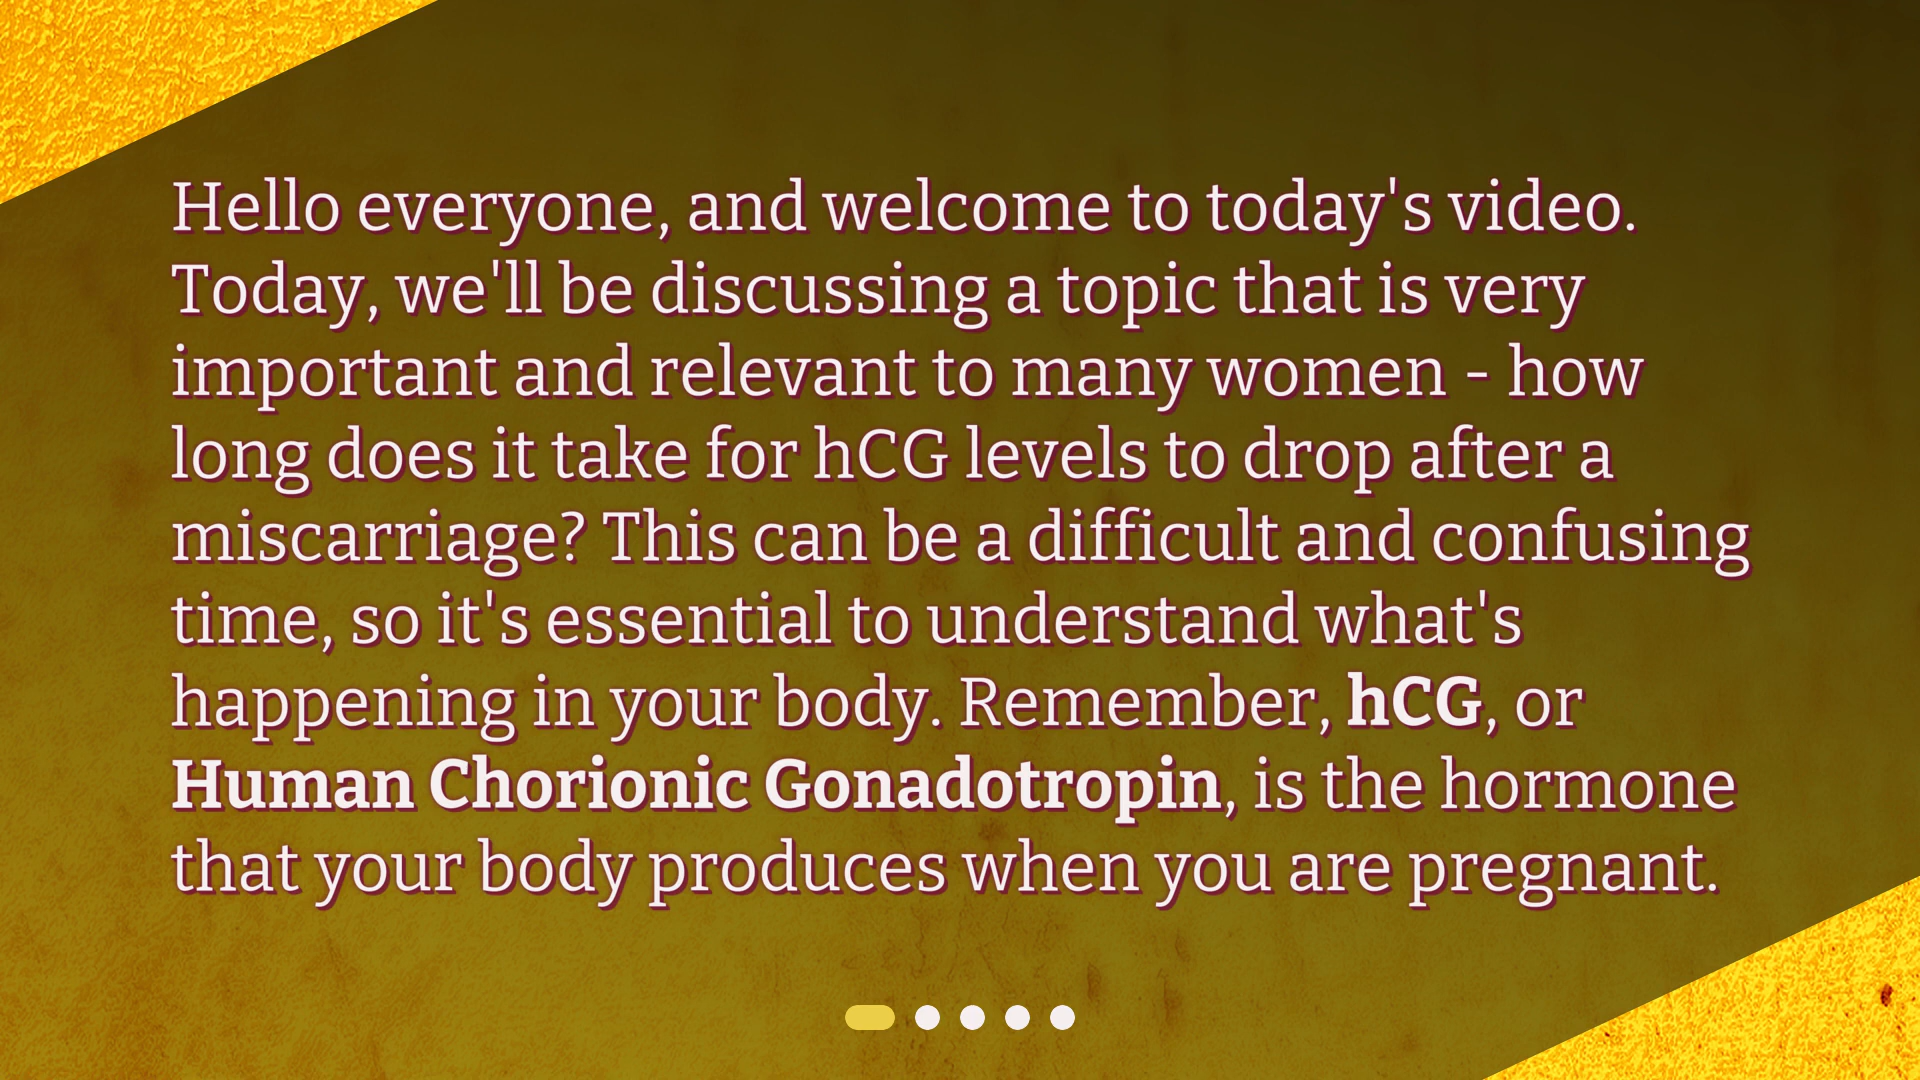 Hello everyone, and welcome to today's video.
Today, we'll be discussing a topic that is very
important and relevant to many women - how
long does it take for hCG levels to drop after a
miscarriage? This can be a difficult and confusing
time, so it's essential to understand what's
happening in your body. Remember, hCG, or
Human Chorionic Gonadotropin, is the hormone
that your body produces when you are pregnant.